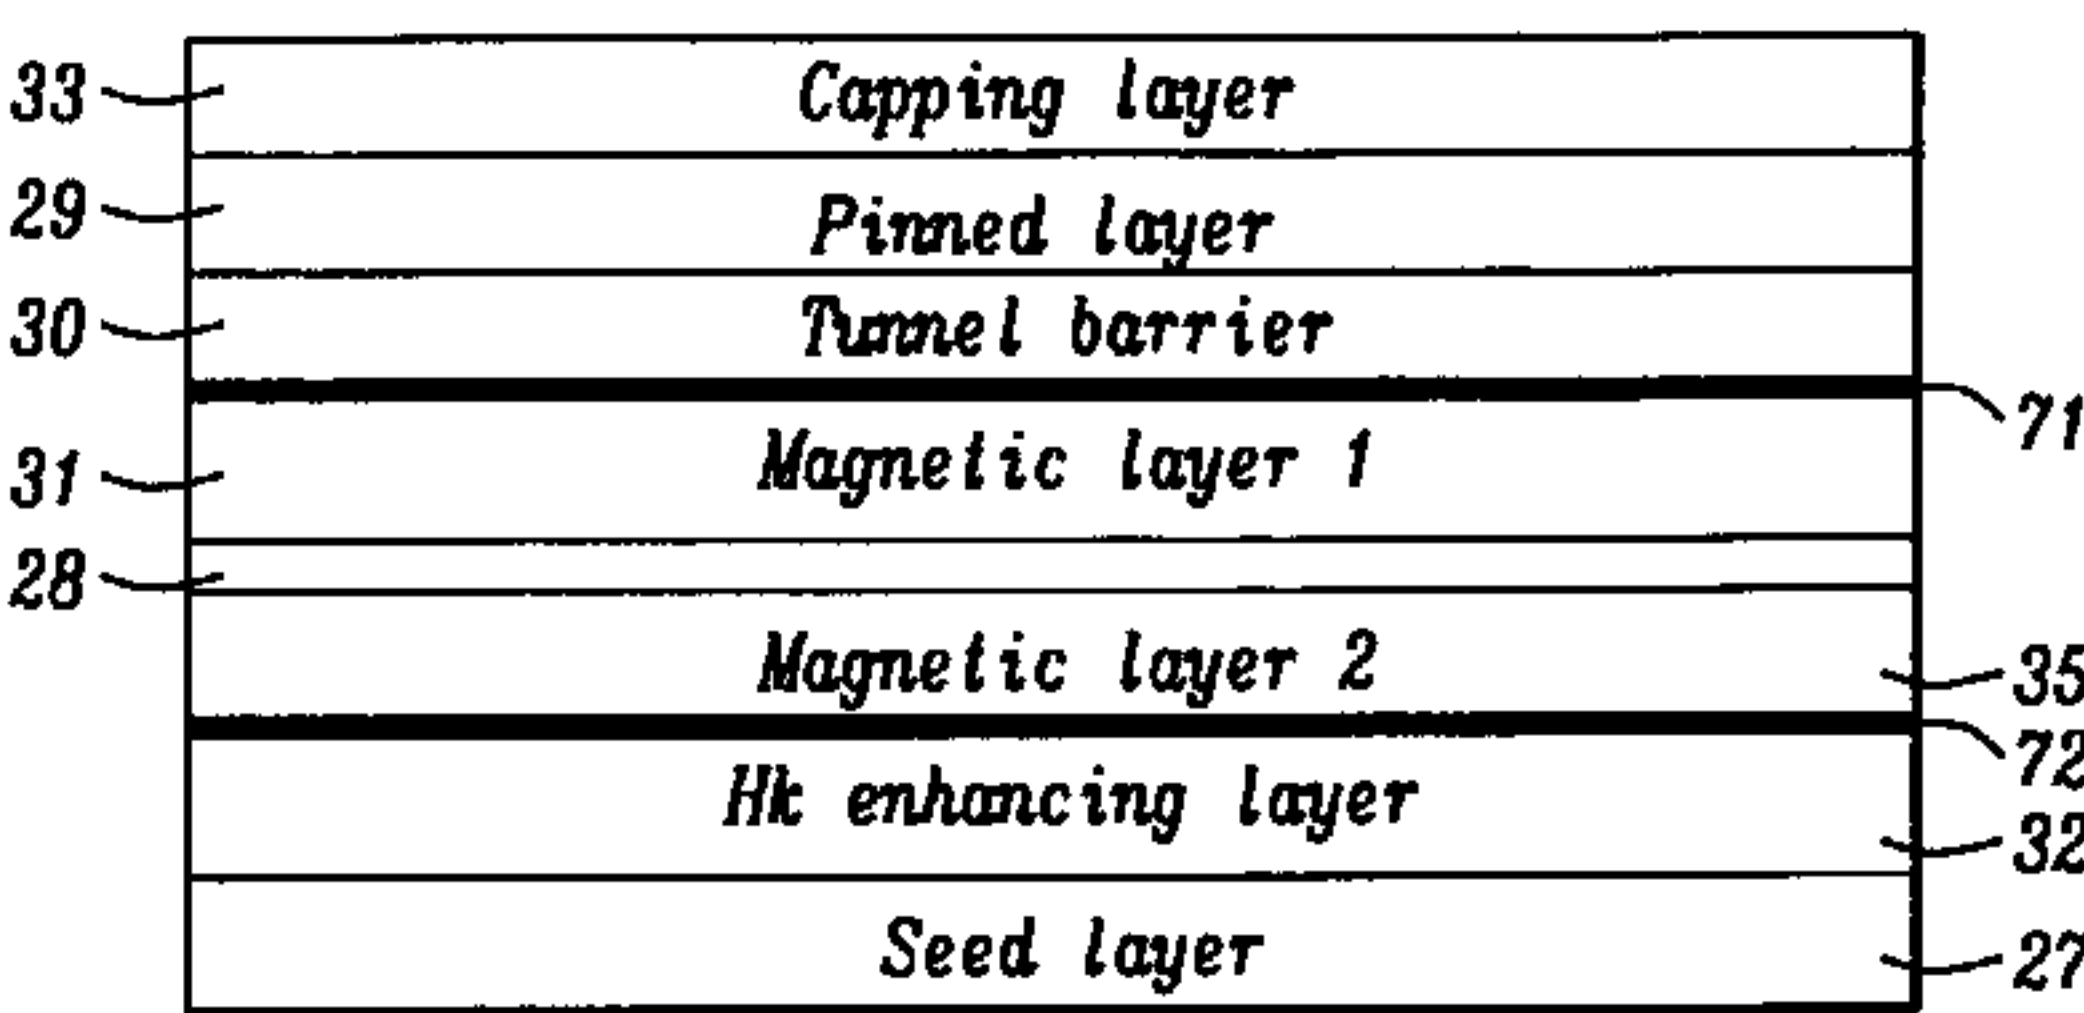 33 Capping layer
29 Pinned layer
30 Tunnel barrier
71
31 Magnetic layer 1
28
Magnetic layer 2 35
72
Hk enhancing layer 32
Seed layer 27